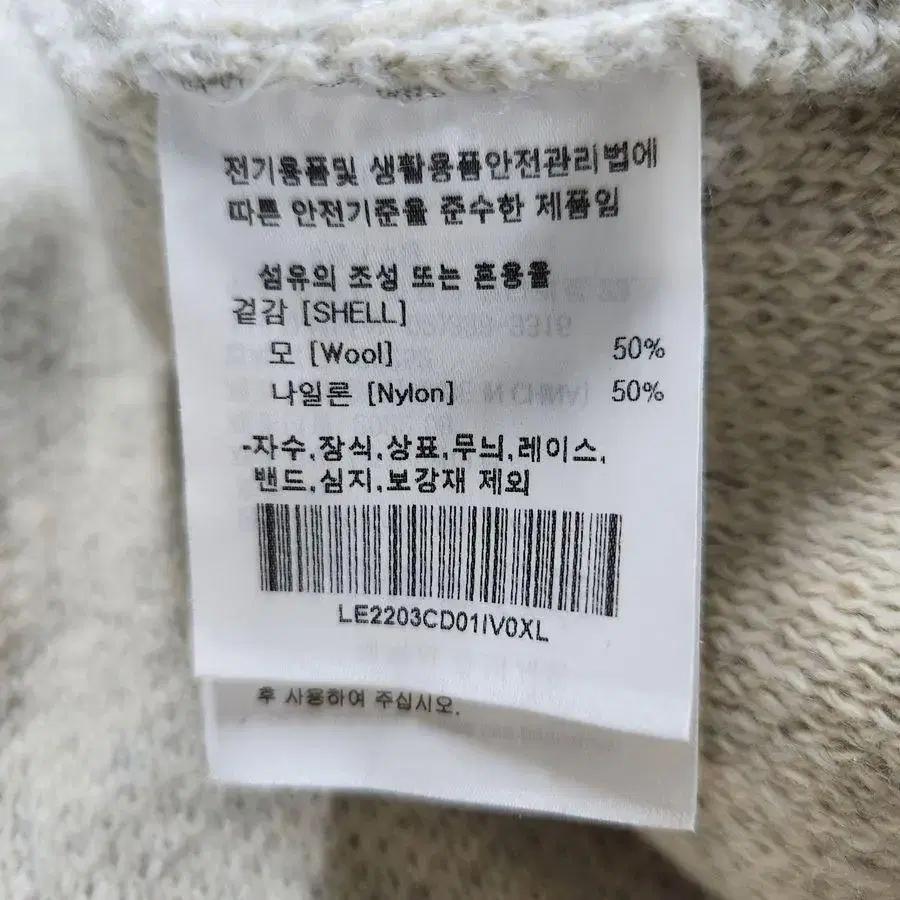 전기용품및 생활용품안전관리법에
따른 안전기준을 준수한 제품임
섬유의 조성 또는 혼용율
겉감 [SHELL]
모 [Wool] 50%
나일론 [Nylon] 50%
-자수,장식,상표,무늬,레이스,
밴드,심지,보강재 제외
LE2203CD01IV0XL
후 사용하여 주십시오.